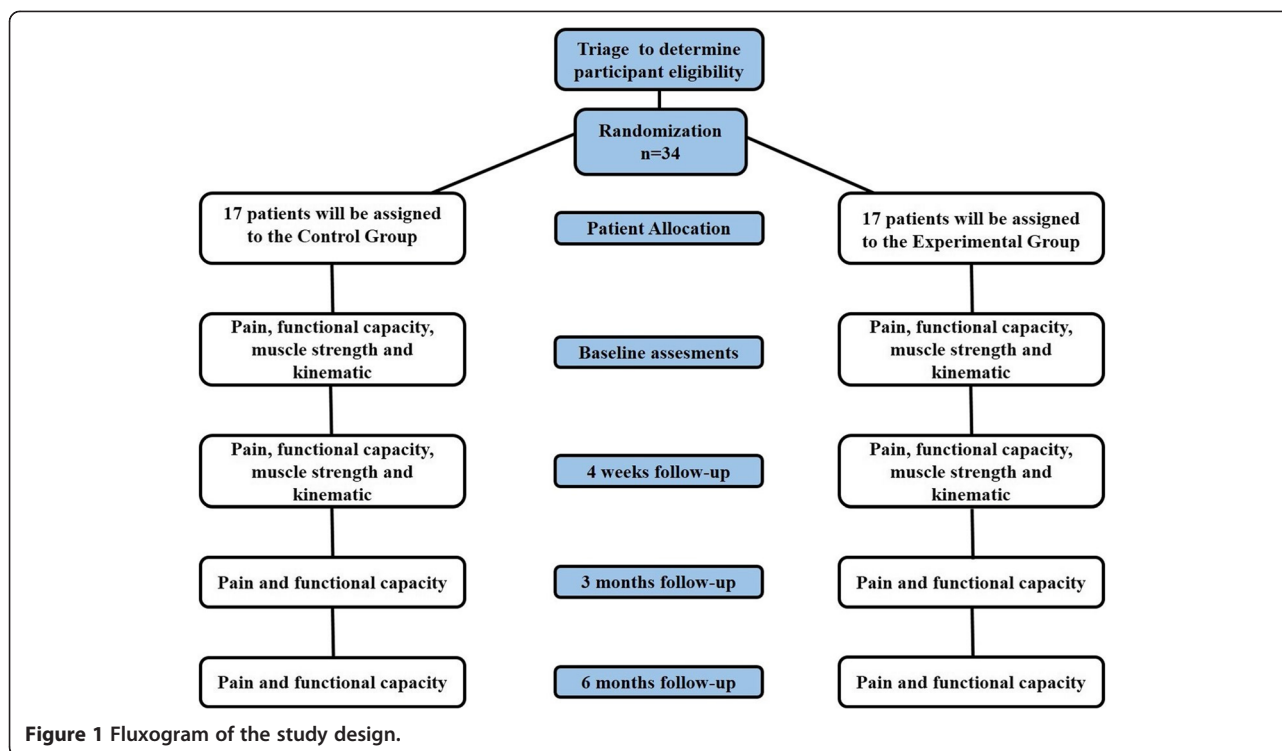 Triage to determine
participant eligibility
Randomization
n=34
17 patients will be assigned
to the Control Group
Patient Allocation
17 patients will be assigned
to the Experimental Group
Pain, functional capacity,
muscle strength and
kinematic
Baseline assesments
Pain, functional capacity,
muscle strength and
kinematic
Pain, functional capacity,
muscle strength and
kinematic
4 weeks follow-up
Pain, functional capacity,
muscle strength and
kinematic
Pain and functional capacity
3 months follow-up
Pain and functional capacity
Pain and functional capacity
6 months follow-up
Pain and functional capacity
Figure 1 Fluxogram of the study design.